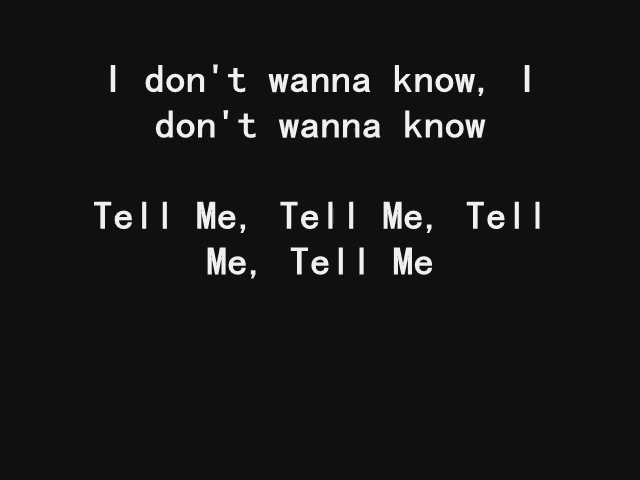 I don't wanna know, I
don't wanna know
Tell Me, Tell Me, Tell
Me, Tell Me